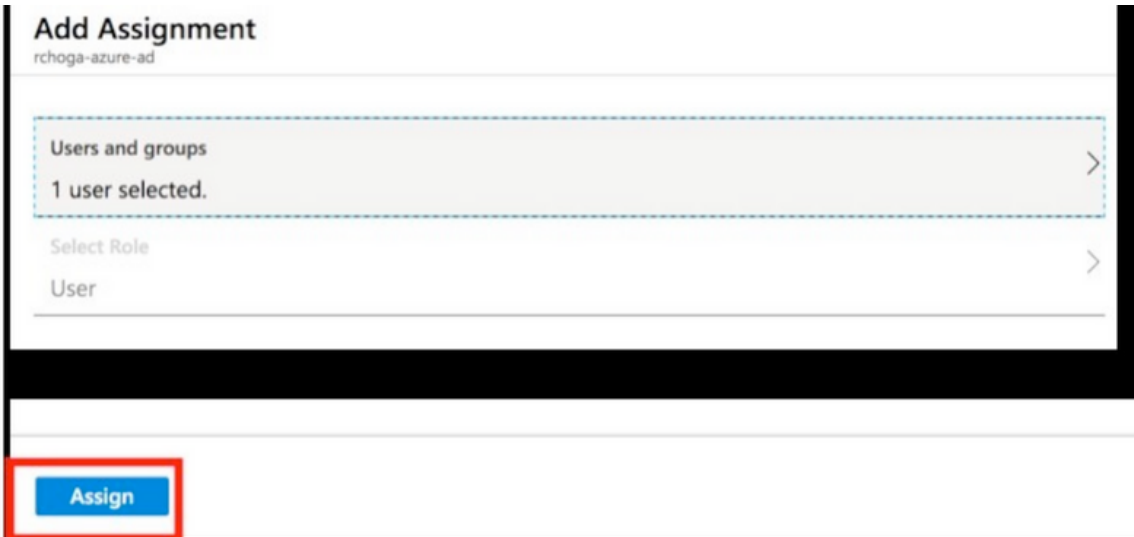 Add Assignment
rchoga-azure-ad
Users and groups
1 user selected.
Select Role
User
Assign